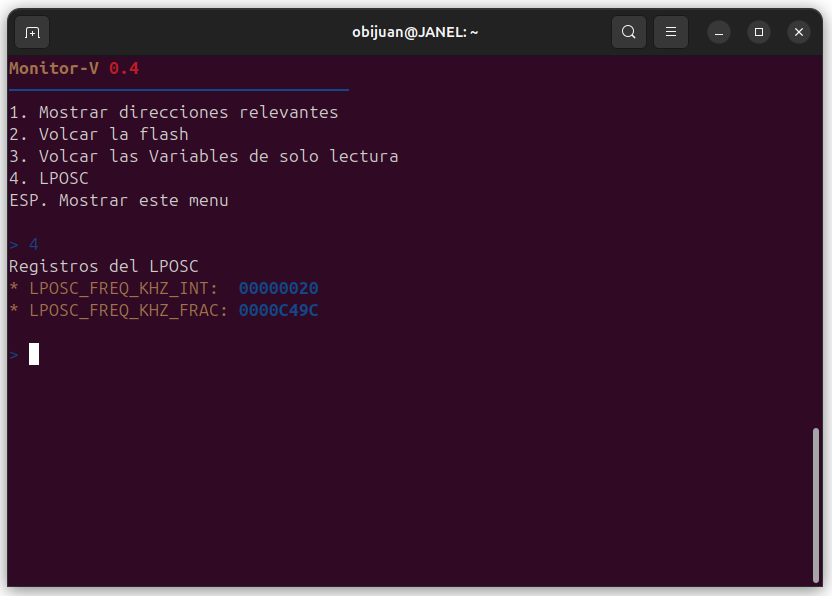 obijuan@JANEL: ~
Monitor-V 0.4
1. Mostrar direcciones relevantes
2. Volcar la flash
3. Volcar las Variables de solo lectura
4. LPOSC
ESP. Mostrar este menu
> 4
Registros del LPOSC
* LPOSC_FREQ_KHZ_INT:  00000020
* LPOSC_FREQ_KHZ_FRAC: 0000C49C
>